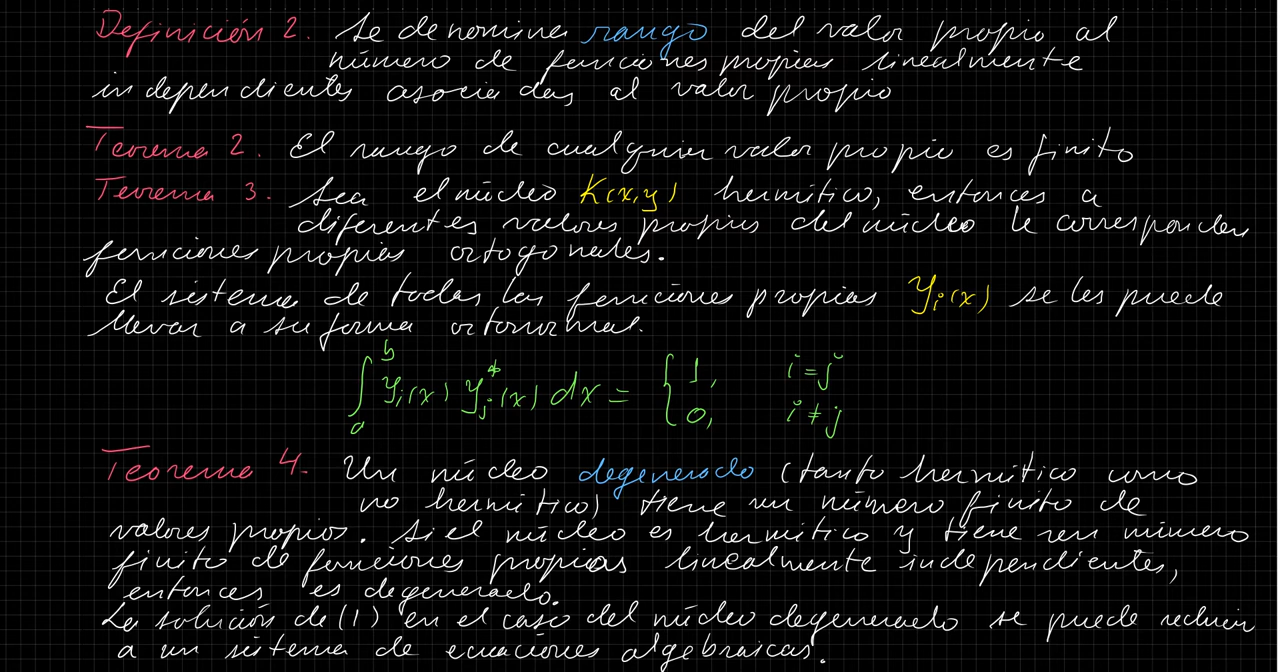 Definición 2. Se denomina rango del valor propio al
número de funciones propias linealmente
independientes asociadas al valor propio
Teorema 2. El rango de cualquier valor propio es finito
Teorema 3. Sea el núcleo K(x,y) hermítico, entonces a
diferentes valores propios del núcleo le corresponden
funciones propias ortogonales.
El sistema de todas las funciones propias y_i(x) se les puede
llevar a su forma ortonormal.
∫_a^b y_i(x) y_j^*(x) dx = { 1, i = j
0, i ≠ j
Teorema 4. Un núcleo degenerado (tanto hermítico como
no hermítico) tiene un número finito de
valores propios. Si el núcleo es hermítico y tiene un número
finito de funciones propias linealmente independientes,
entonces es degenerado.
La solución de (1) en el caso del núcleo degenerado se puede reducir
a un sistema de ecuaciones algebraicas.